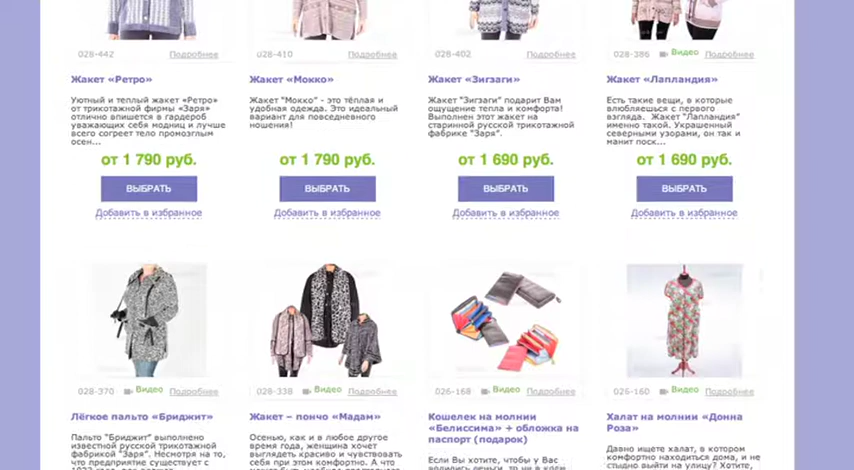 028-442 Подробнее
028-410 Подробнее
028-402 Подробнее
028-386 Видео Подробнее
Жакет «Ретро»
Жакет «Мокко»
Жакет «Зигзаги»
Жакет «Лапландия»
Уютный и теплый жакет «Ретро»
от трикотажной фирмы «Заря»
отлично впишется в гардероб
уважающих себя модниц и лучше
всего согреет тело промозглым
осен...
Жакет "Мокко" - это тёплая и
удобная одежда. Это идеальный
вариант для повседневного
ношения!
Жакет "Зигзаги" подарит Вам
ощущение тепла и комфорта!
Выполнен этот жакет на
старинной русской трикотажной
фабрике "Заря".
Есть такие вещи, в которые
влюбляешься с первого
взгляда. Жакет "Лапландия"
именно такой. Украшенный
северными узорами, он так и
манит поск...
от 1 790 руб.
от 1 790 руб.
от 1 690 руб.
от 1 690 руб.
ВЫБРАТЬ
ВЫБРАТЬ
ВЫБРАТЬ
ВЫБРАТЬ
Добавить в избранное
Добавить в избранное
Добавить в избранное
Добавить в избранное
028-370 Видео Подробнее
028-338 Видео Подробнее
026-168 Видео Подробнее
026-160 Видео Подробнее
Лёгкое пальто «Бриджит»
Жакет – пончо «Мадам»
Кошелек на молнии
«Белиссима» + обложка на
паспорт (подарок)
Халат на молнии «Донна
Роза»
Пальто "Бриджит" выполнено
известной русской трикотажной
фабрикой "Заря". Несмотря на то,
что предприятие существует с
Осенью, как и в любое другое
время года, женщина хочет
выглядеть красиво и чувствовать
себя при этом комфортно. А что
Если Вы хотите, чтобы у Вас
Давно ищете халат, в котором
комфортно находиться дома, и не
стыдно выйти на улицу? Хотите,